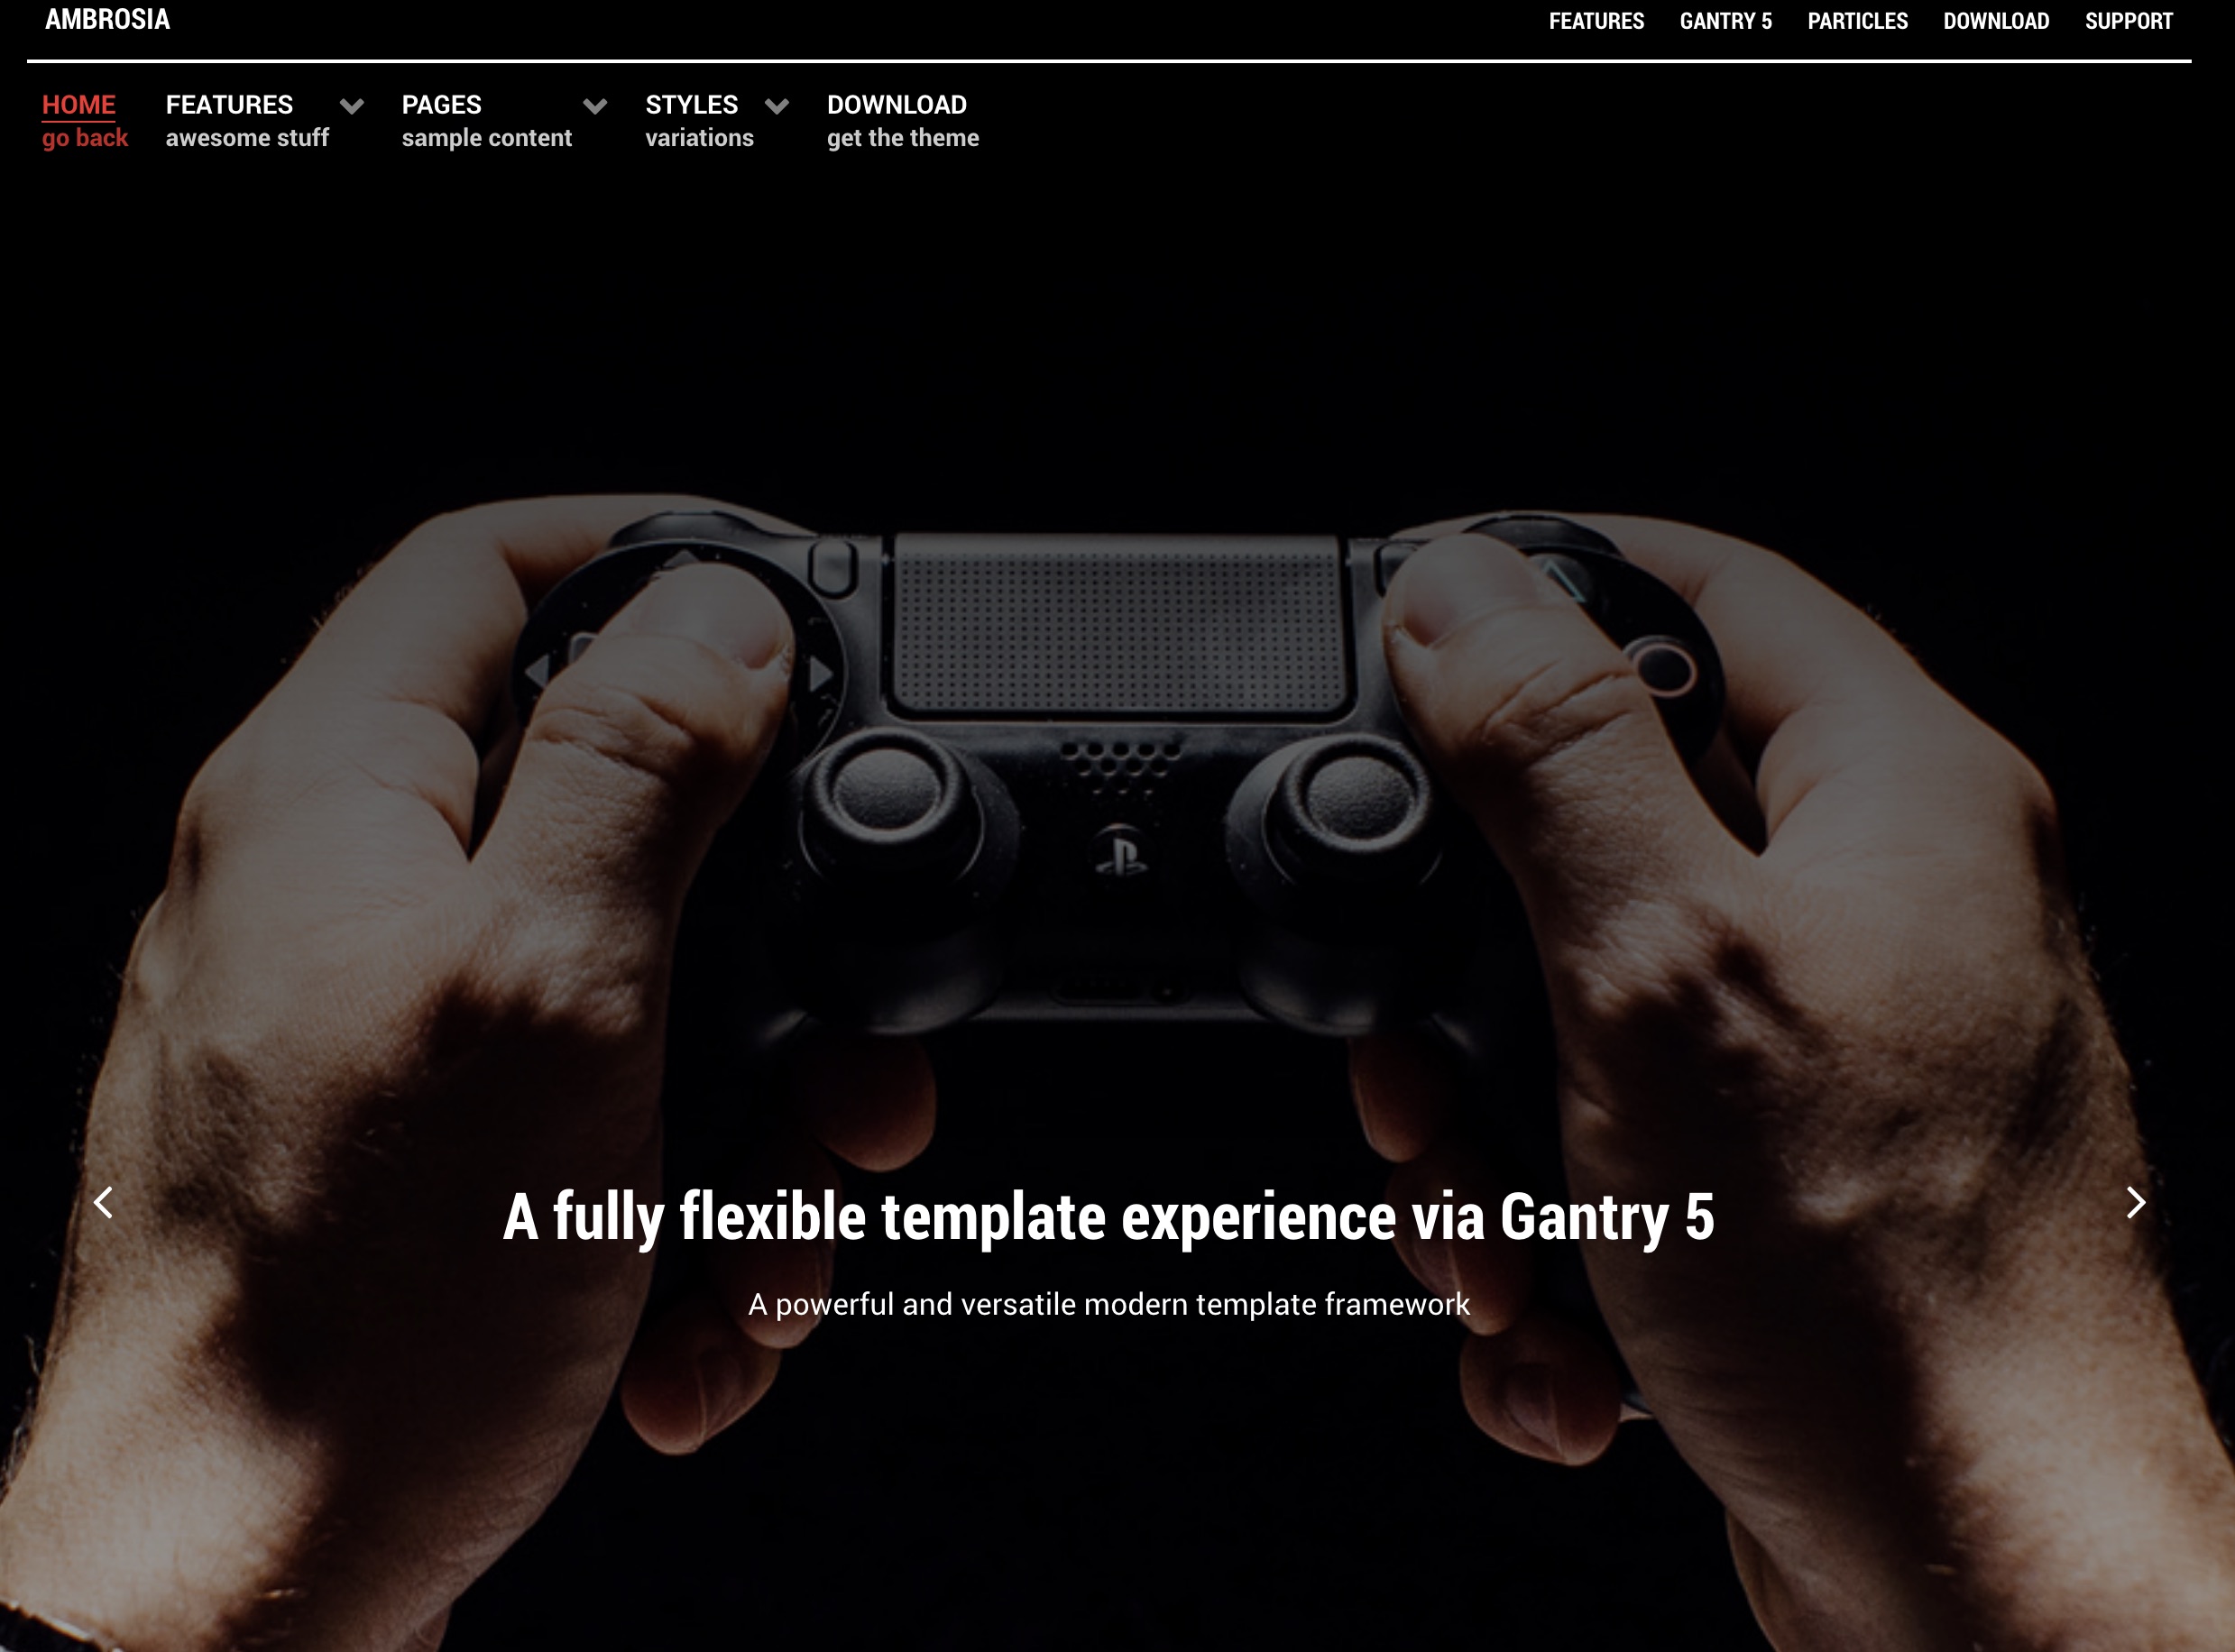 AMBROSIA
FEATURES GANTRY 5 PARTICLES DOWNLOAD SUPPORT
HOME FEATURES PAGES STYLES DOWNLOAD
go back awesome stuff sample content variations get the theme
A fully flexible template experience via Gantry 5
A powerful and versatile modern template framework